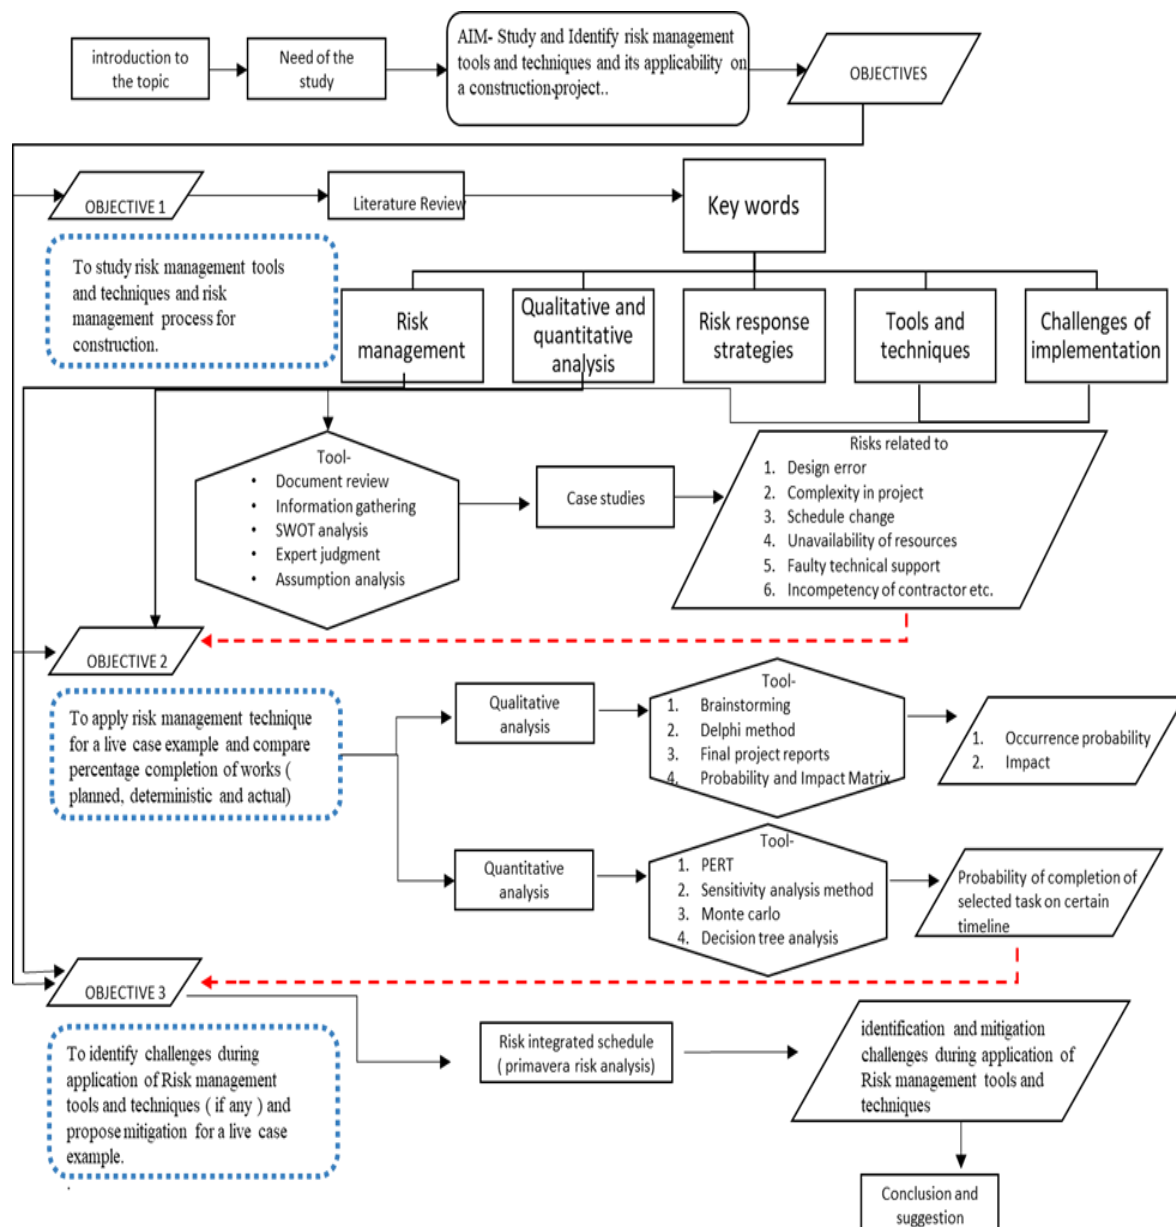 introduction to
the topic
Need of the
study
AIM- Study and Identify risk management
tools and techniques and its applicability on
a construction-project..
OBJECTIVES
OBJECTIVE 1
Literature Review
Key words
To study risk management tools
and techniques and risk
management process for
construction.
Risk
management
Qualitative and
quantitative
analysis
Risk response
strategies
Tools and
techniques
Challenges of
implementation
Tool-
• Document review
• Information gathering
• SWOT analysis
• Expert judgment
• Assumption analysis
Case studies
Risks related to
1. Design error
2. Complexity in project
3. Schedule change
4. Unavailability of resources
5. Faulty technical support
6. Incompetency of contractor etc.
OBJECTIVE 2
To apply risk management technique
for a live case example and compare
percentage completion of works (
planned, deterministic and actual)
Qualitative
analysis
Tool-
1. Brainstorming
2. Delphi method
3. Final project reports
4. Probability and Impact Matrix
1. Occurrence probability
2. Impact
Quantitative
analysis
Tool-
1. PERT
2. Sensitivity analysis method
3. Monte carlo
4. Decision tree analysis
Probability of completion of
selected task on certain
timeline
OBJECTIVE 3
To identify challenges during
application of Risk management
tools and techniques ( if any ) and
propose mitigation for a live case
example.
.
Risk integrated schedule
( primavera risk analysis)
identification and mitigation
challenges during application of
Risk management tools and
techniques
Conclusion and
suggestion